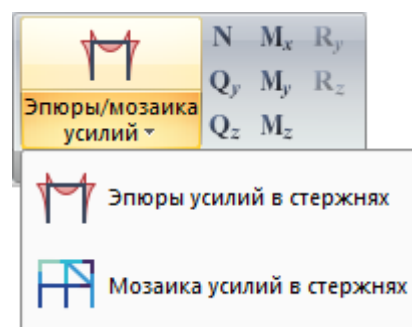 N Mx Ry
Qy My Rz
Эпюры/мозаика
усилий Qz Mz
Эпюры усилий в стержнях
Мозаика усилий в стержнях